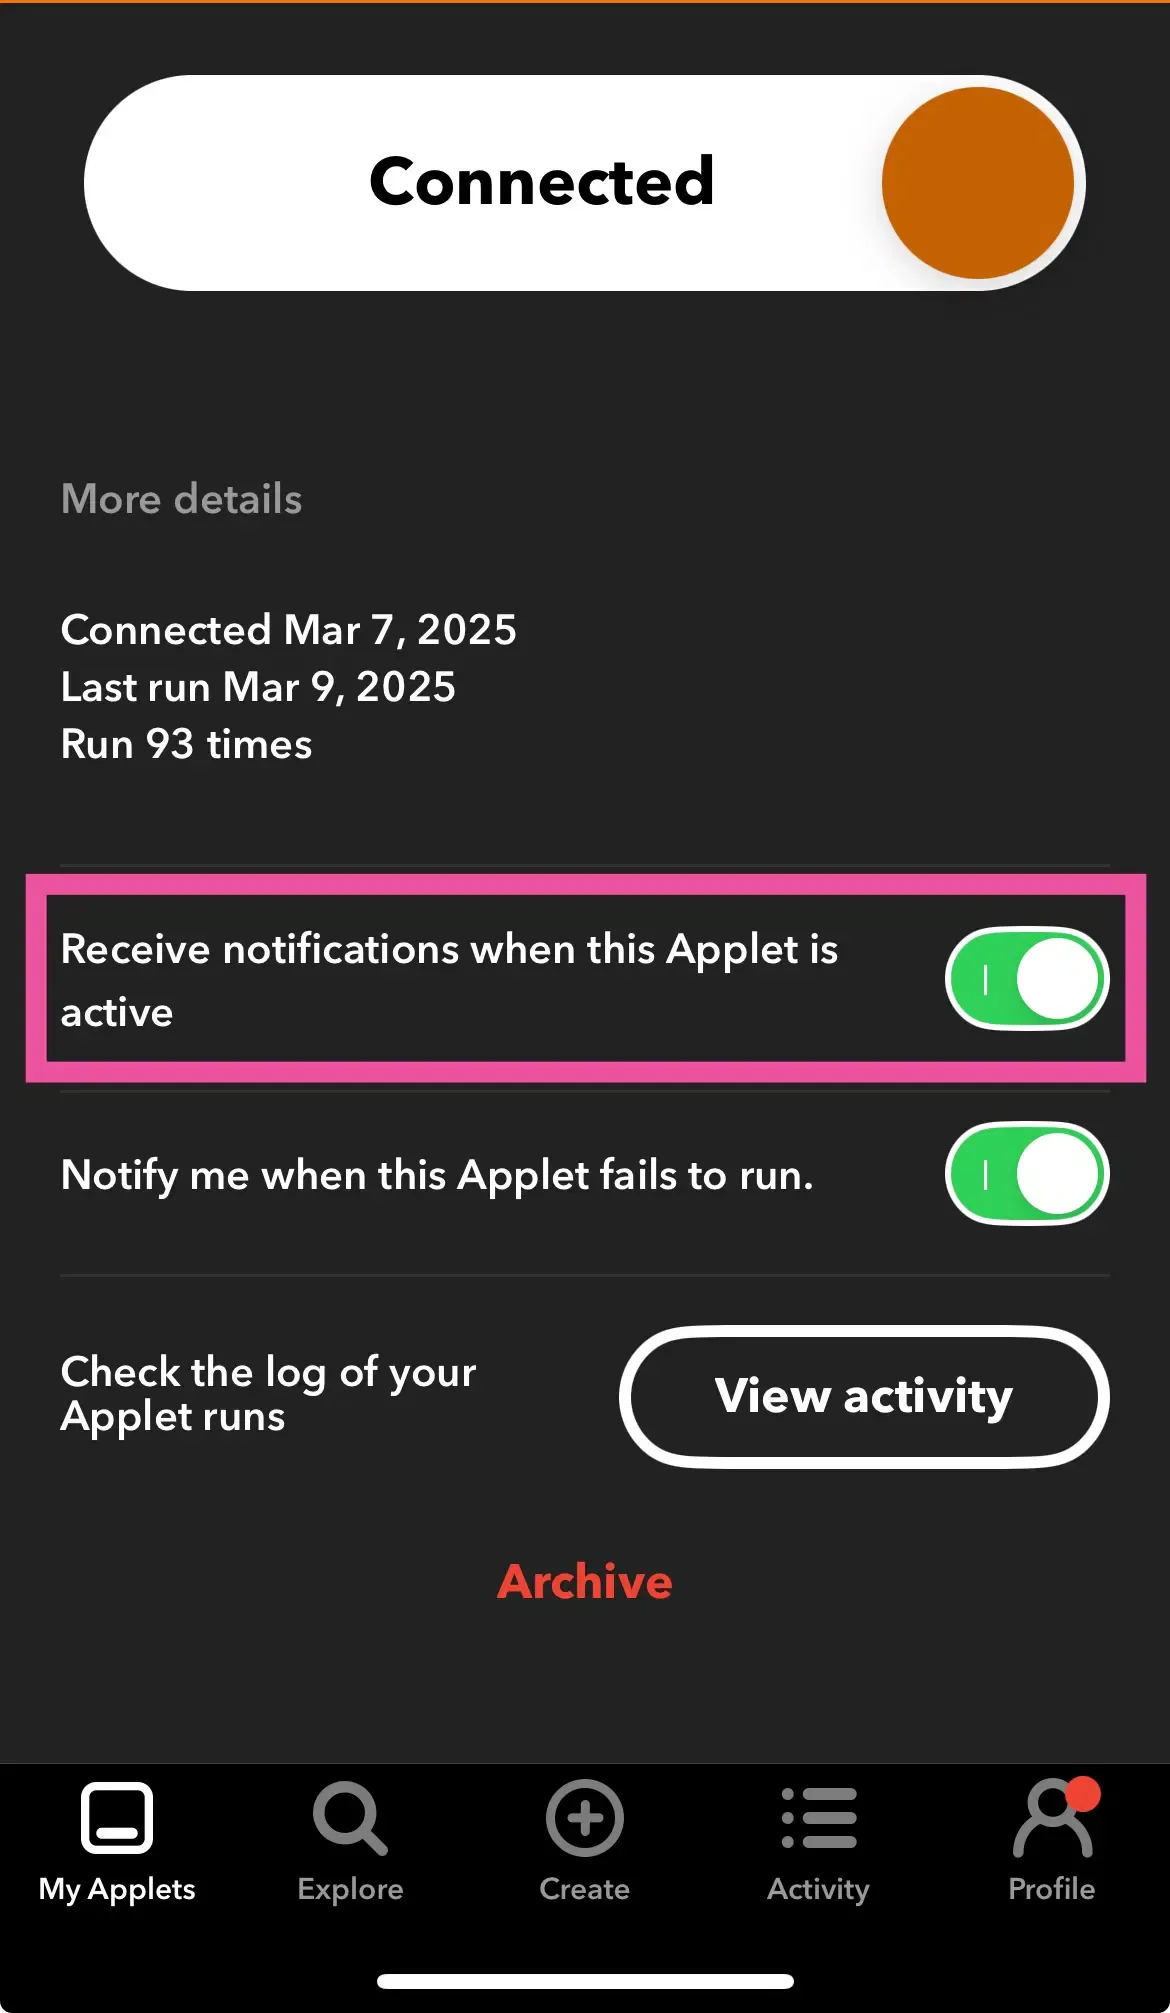 Connected
More details
Connected Mar 7, 2025
Last run Mar 9, 2025
Run 93 times
Receive notifications when this Applet is
active
Notify me when this Applet fails to run.
Check the log of your
Applet runs
View activity
Archive
My Applets
Explore
Create
Activity
Profile